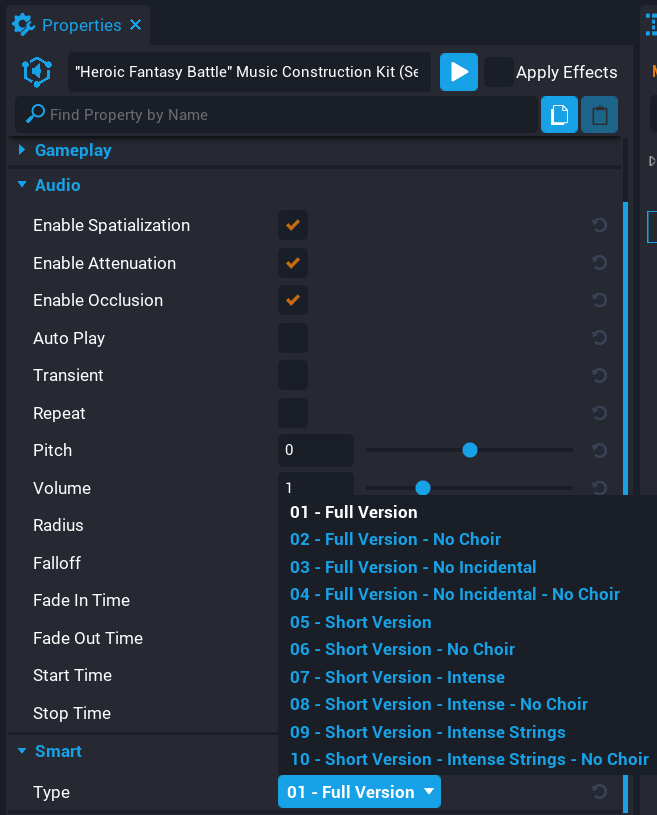 Properties
"Heroic Fantasy Battle" Music Construction Kit (Se
Apply Effects
Find Property by Name
Gameplay
Audio
Enable Spatialization
Enable Attenuation
Enable Occlusion
Auto Play
Transient
Repeat
Pitch 0
Volume 1
Radius
Falloff
Fade In Time
Fade Out Time
Start Time
Stop Time
01 - Full Version
02 - Full Version - No Choir
03 - Full Version - No Incidental
04 - Full Version - No Incidental - No Choir
05 - Short Version
06 - Short Version - No Choir
07 - Short Version - Intense
08 - Short Version - Intense - No Choir
09 - Short Version - Intense Strings
10 - Short Version - Intense Strings - No Choir
Smart
Type 01 - Full Version